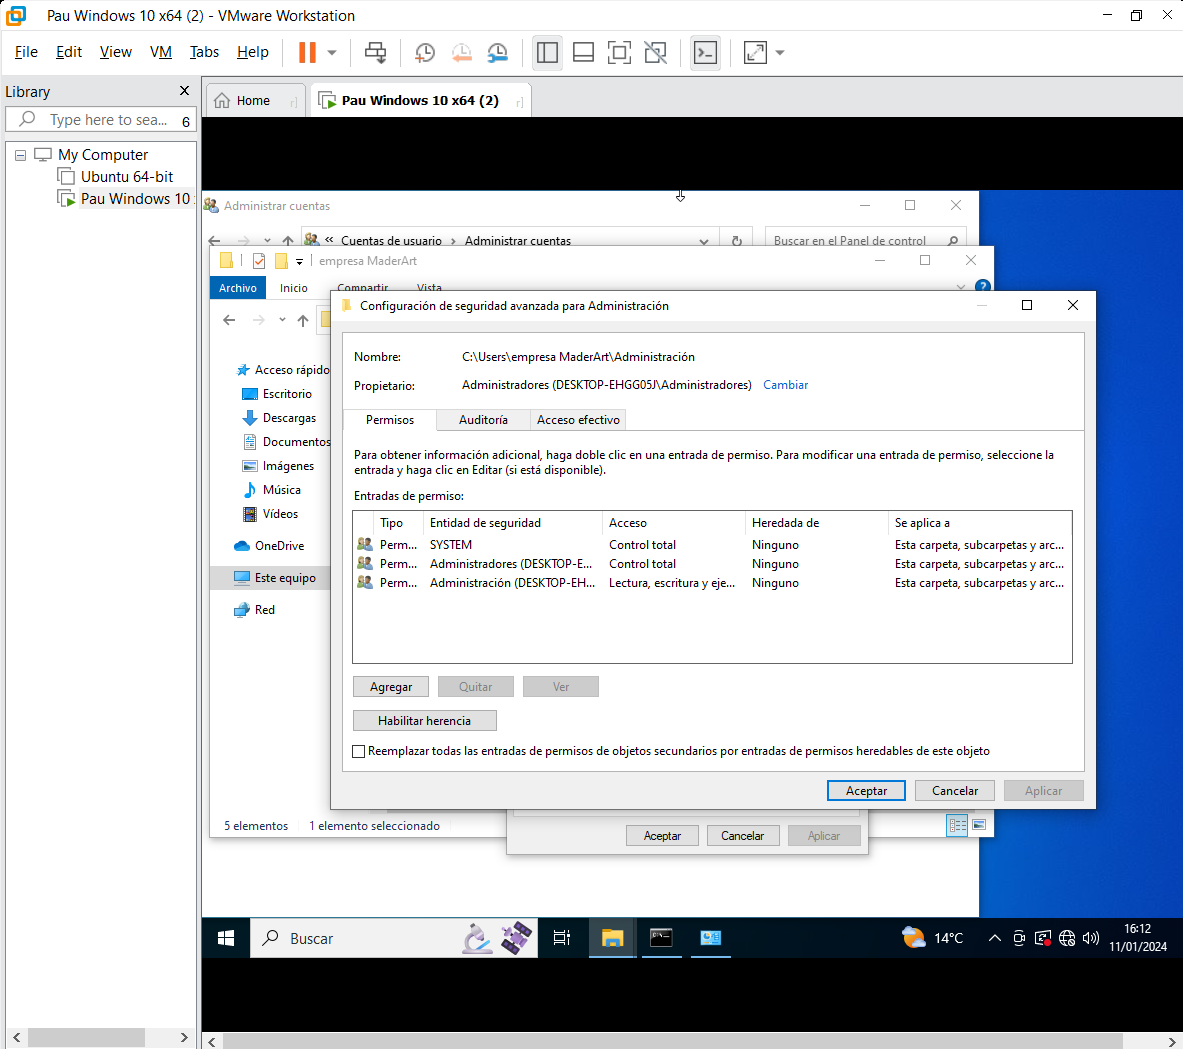 Pau Windows 10 x64 (2) - VMware Workstation
File Edit View VM Tabs Help
Library
Type here to sea... 6
My Computer
Ubuntu 64-bit
Pau Windows 10
Home
Pau Windows 10 x64 (2)
Administrar cuentas
« Cuentas de usuario > Administrar cuentas
Buscar en el Panel de control
empresa MaderArt
Archivo Inicio Compartir Vista
Acceso rápido
Escritorio
Descargas
Documentos
Imágenes
Música
Vídeos
OneDrive
Este equipo
Red
5 elementos 1 elemento seleccionado
Configuración de seguridad avanzada para Administración
Nombre: C:\Users\empresa MaderArt\Administración
Propietario: Administradores (DESKTOP-EHGG05J\Administradores) Cambiar
Permisos Auditoría Acceso efectivo
Para obtener información adicional, haga doble clic en una entrada de permiso. Para modificar una entrada de permiso, seleccione la
entrada y haga clic en Editar (si está disponible).
Entradas de permiso:
Tipo Entidad de seguridad Acceso Heredada de Se aplica a
Perm... SYSTEM Control total Ninguno Esta carpeta, subcarpetas y arc...
Perm... Administradores (DESKTOP-E... Control total Ninguno Esta carpeta, subcarpetas y arc...
Perm... Administración (DESKTOP-EH... Lectura, escritura y eje... Ninguno Esta carpeta, subcarpetas y arc...
Agregar Quitar Ver
Habilitar herencia
Reemplazar todas las entradas de permisos de objetos secundarios por entradas de permisos heredables de este objeto
Aceptar Cancelar Aplicar
Aceptar Cancelar Aplicar
Buscar
14°C
16:12
11/01/2024